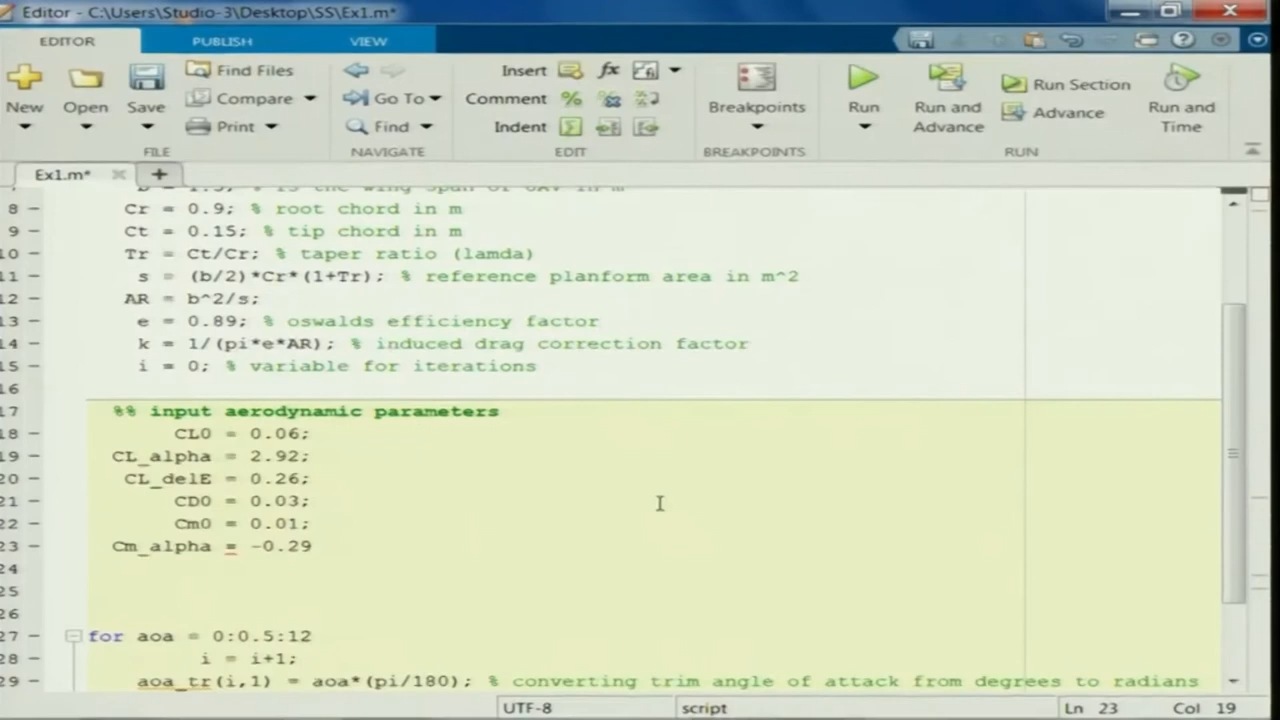 Editor - C:\Users\Studio-3\Desktop\SS\Ex1.m*
EDITOR PUBLISH VIEW
Find Files Insert fx
New Open Save Compare Go To Comment Breakpoints Run Run and Advance Run Section Advance Run and Time
Print Find Indent
FILE NAVIGATE EDIT BREAKPOINTS RUN
Ex1.m*
8 Cr = 0.9; % root chord in m
9 Ct = 0.15; % tip chord in m
10 Tr = Ct/Cr; % taper ratio (lamda)
11 s = (b/2)*Cr*(1+Tr); % reference planform area in m^2
12 AR = b^2/s;
13 e = 0.89; % oswalds efficiency factor
14 k = 1/(pi*e*AR); % induced drag correction factor
15 i = 0; % variable for iterations
16
17 %% input aerodynamic parameters
18 CL0 = 0.06;
19 CL_alpha = 2.92;
20 CL_delE = 0.26;
21 CD0 = 0.03;
22 Cm0 = 0.01;
23 Cm_alpha = -0.29
24
25
26
27 for aoa = 0:0.5:12
28 i = i+1;
29 aoa_tr(i,1) = aoa*(pi/180); % converting trim angle of attack from degrees to radians
UTF-8 script Ln 23 Col 19